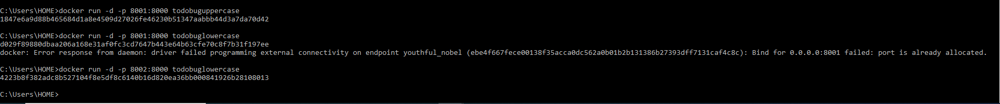 C:\Users\HOME>docker run -d -p 8001:8000 todobuguppercase
1847e6a9d88b465684d1a8e4509d27026fe46230b51347aabbb44d3a7da70d42
C:\Users\HOME>docker run -d -p 8001:8000 todobuglowercase
d029f89880dbaa206a168e31af0fc3cd7647b443e64b63cfe70c8f7b31f197ee
docker: Error response from daemon: driver failed programming external connectivity on endpoint youthful_nobel (ebe4f667fece00138f35acca0dc562a0b01b2b131386b27393dff7131caf4c8c): Bind for 0.0.0.0:8001 failed: port is already allocated.
C:\Users\HOME>docker run -d -p 8002:8000 todobuglowercase
4223b8f382adc8b527104f8e5df8c6140b16d820ea36bb000841926b28108013
C:\Users\HOME>